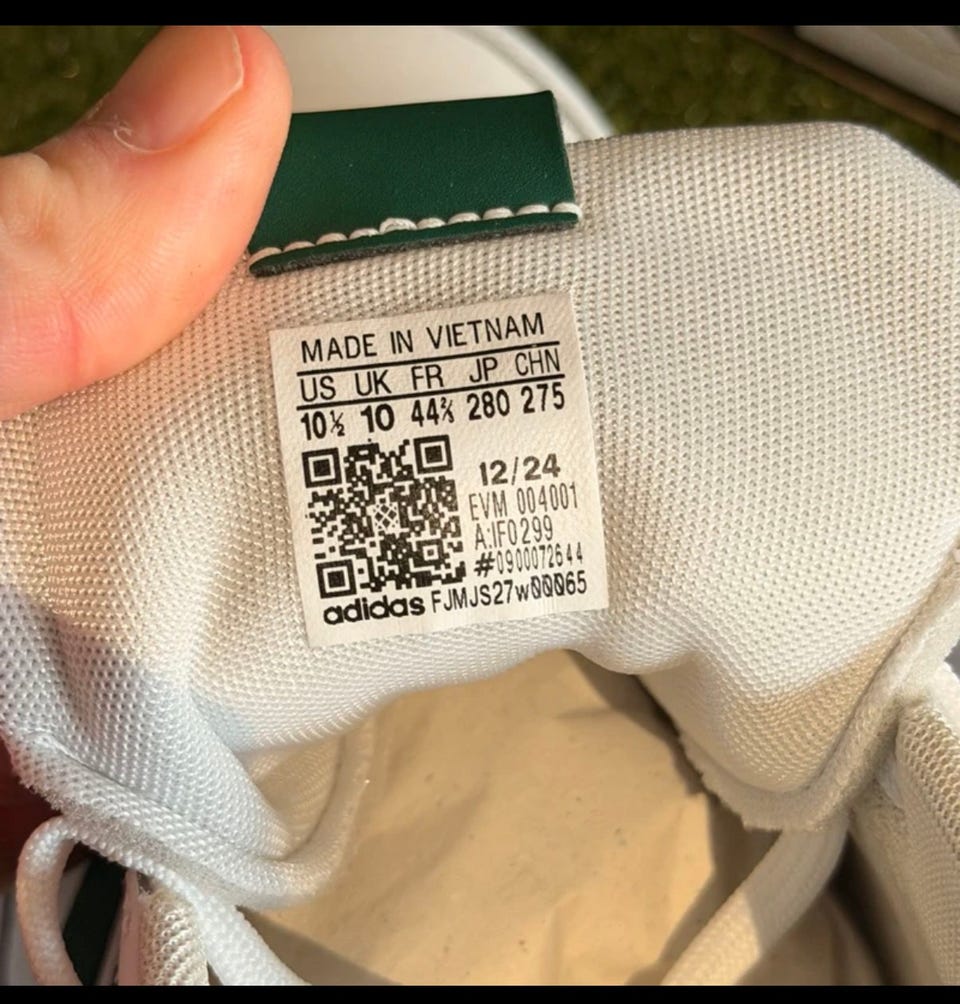 MADE IN VIETNAM
US UK FR JP CHN
10½ 10 44⅔ 280 275
12/24
EVM 004001
A:IF0299
#0900072644
adidas FJMJS27w00065